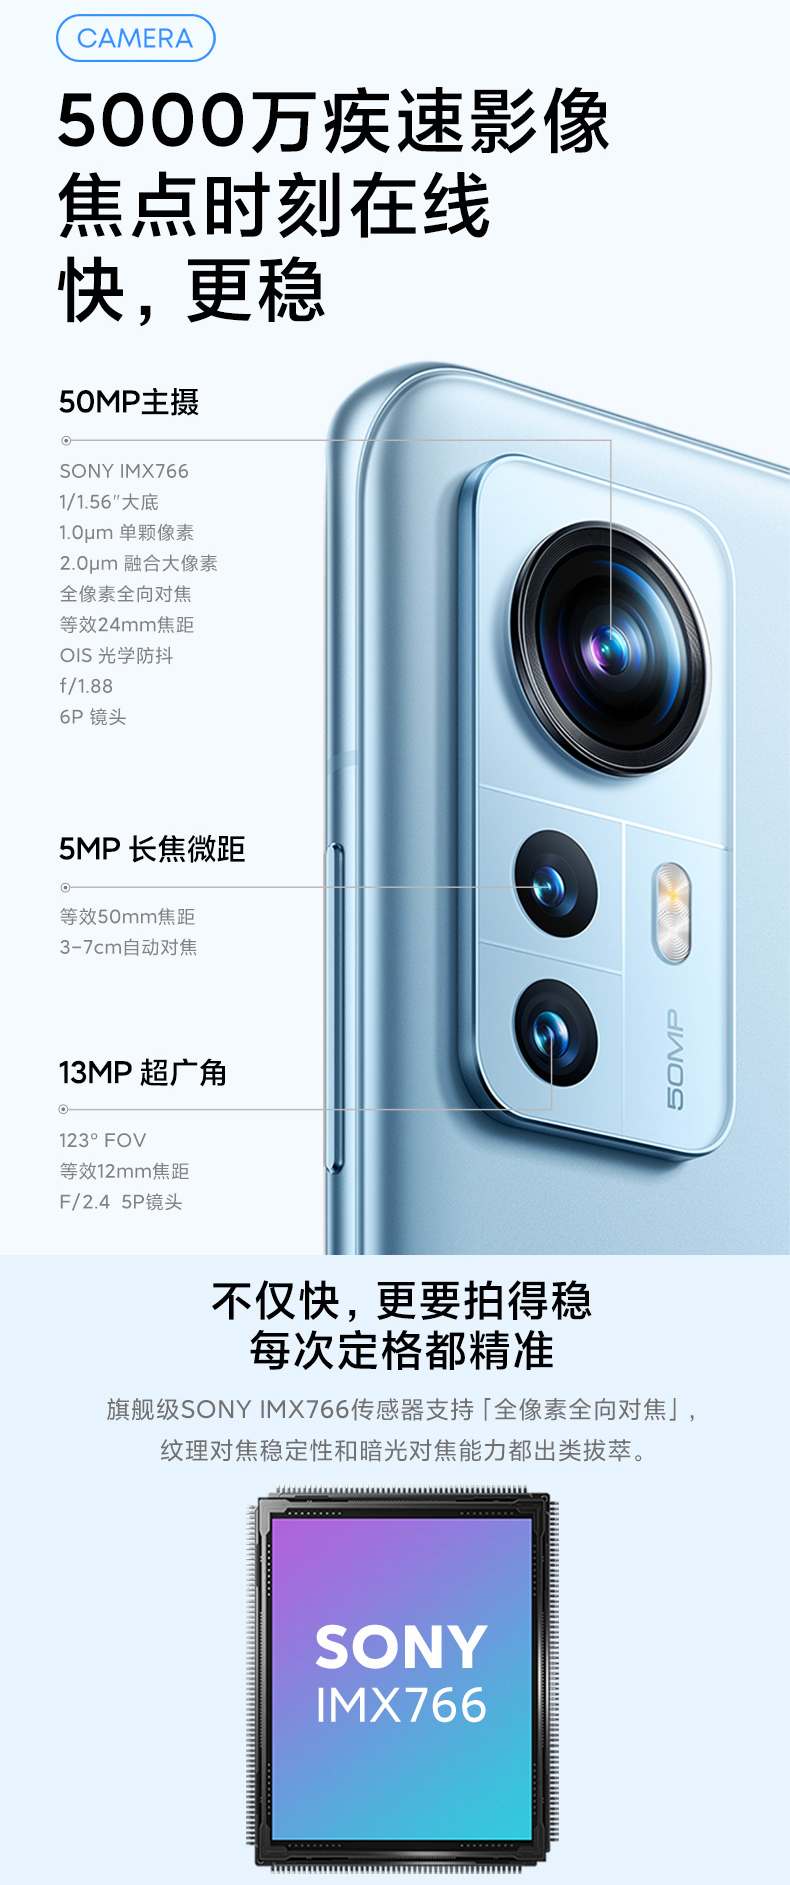 CAMERA
5000万疾速影像
焦点时刻在线
快，更稳
50MP主摄
SONY IMX766
1/1.56″大底
1.0μm 单颗像素
2.0μm 融合大像素
全像素全向对焦
等效24mm焦距
OIS 光学防抖
f/1.88
6P 镜头
5MP 长焦微距
等效50mm焦距
3-7cm自动对焦
50MP
13MP 超广角
123° FOV
等效12mm焦距
F/2.4 5P镜头
不仅快，更要拍得稳
每次定格都精准
旗舰级SONY IMX766传感器支持「全像素全向对焦」，
纹理对焦稳定性和暗光对焦能力都出类拔萃。
SONY
IMX766